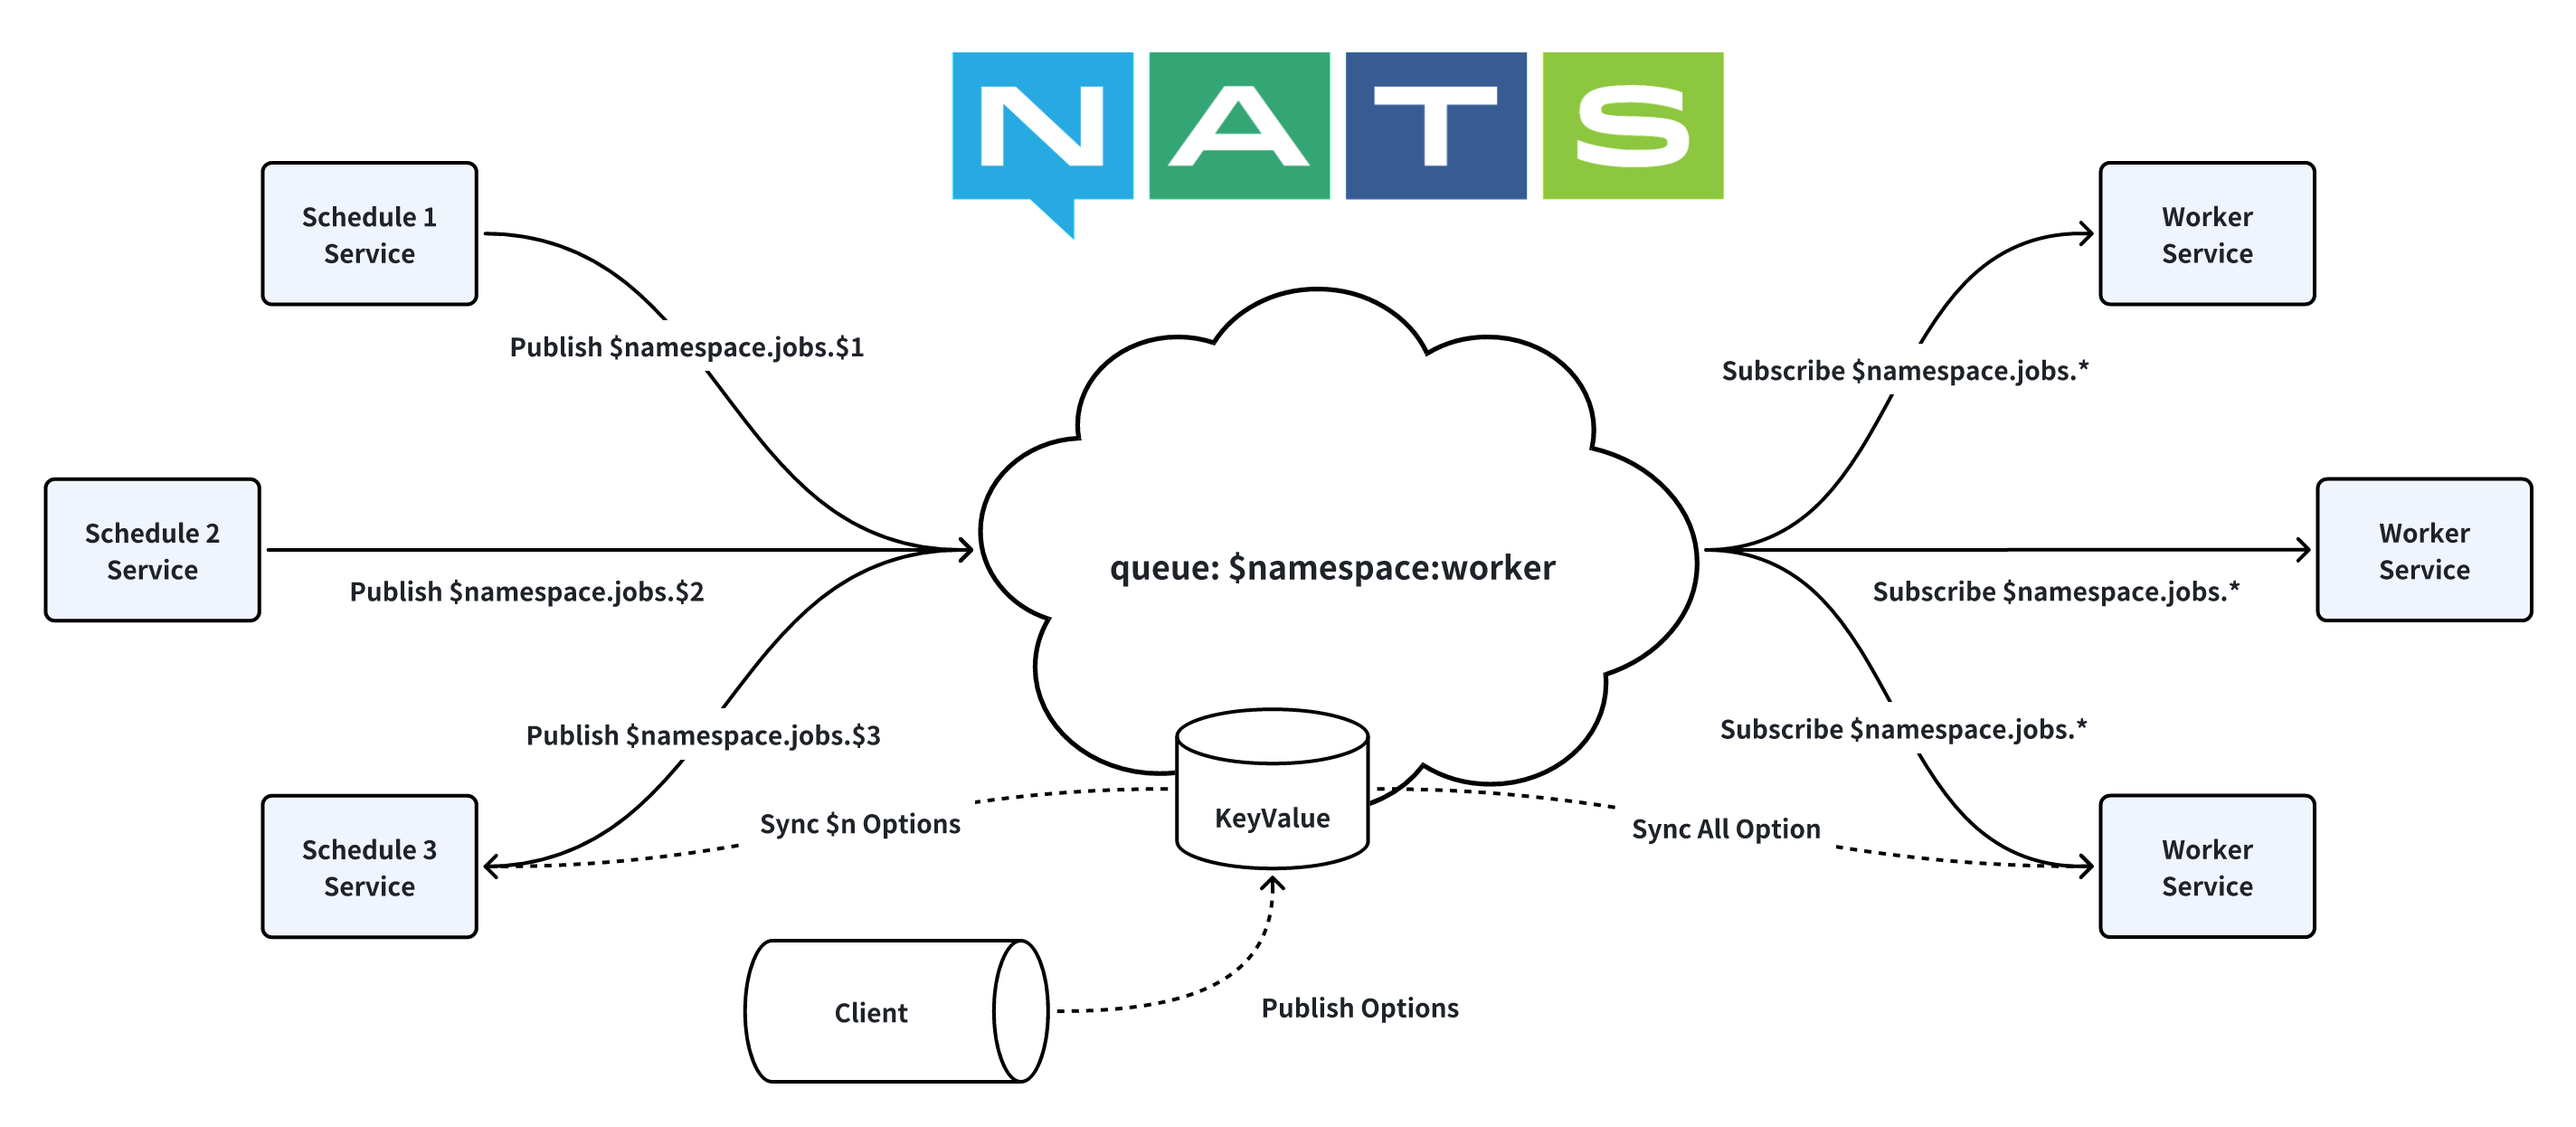 NATS
Schedule 1
Service
Worker
Service
Publish $namespace.jobs.$1
Subscribe $namespace.jobs.*
Schedule 2
Service
queue: $namespace:worker
Worker
Service
Publish $namespace.jobs.$2
Subscribe $namespace.jobs.*
Publish $namespace.jobs.$3
Subscribe $namespace.jobs.*
Sync $n Options
KeyValue
Sync All Option
Schedule 3
Service
Worker
Service
Client
Publish Options